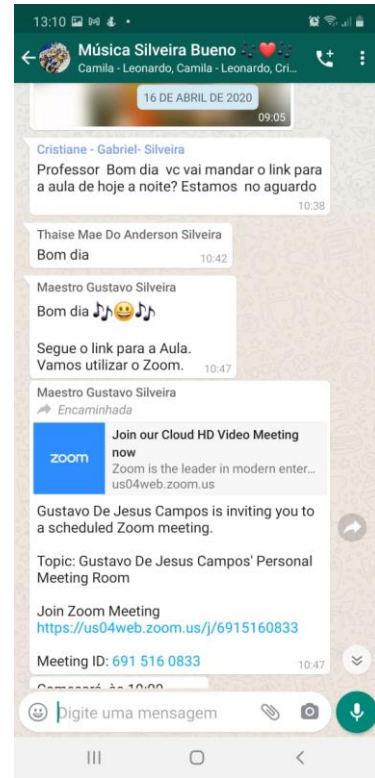 13:10
Música Silveira Bueno 🎶❤️🎶
Camila - Leonardo, Camila - Leonardo, Cri...
16 DE ABRIL DE 2020
09:05
Cristiane - Gabriel- Silveira
Professor Bom dia vc vai mandar o link para
a aula de hoje a noite? Estamos no aguardo
10:38
Thaise Mae Do Anderson Silveira
Bom dia
10:42
Maestro Gustavo Silveira
Bom dia 🎶😃🎶
Segue o link para a Aula.
Vamos utilizar o Zoom.
10:47
Maestro Gustavo Silveira
Encaminhada
zoom
Join our Cloud HD Video Meeting
now
Zoom is the leader in modern enter...
us04web.zoom.us
Gustavo De Jesus Campos is inviting you to
a scheduled Zoom meeting.
Topic: Gustavo De Jesus Campos' Personal
Meeting Room
Join Zoom Meeting
https://us04web.zoom.us/j/6915160833
Meeting ID: 691 516 0833
10:47
Digite uma mensagem